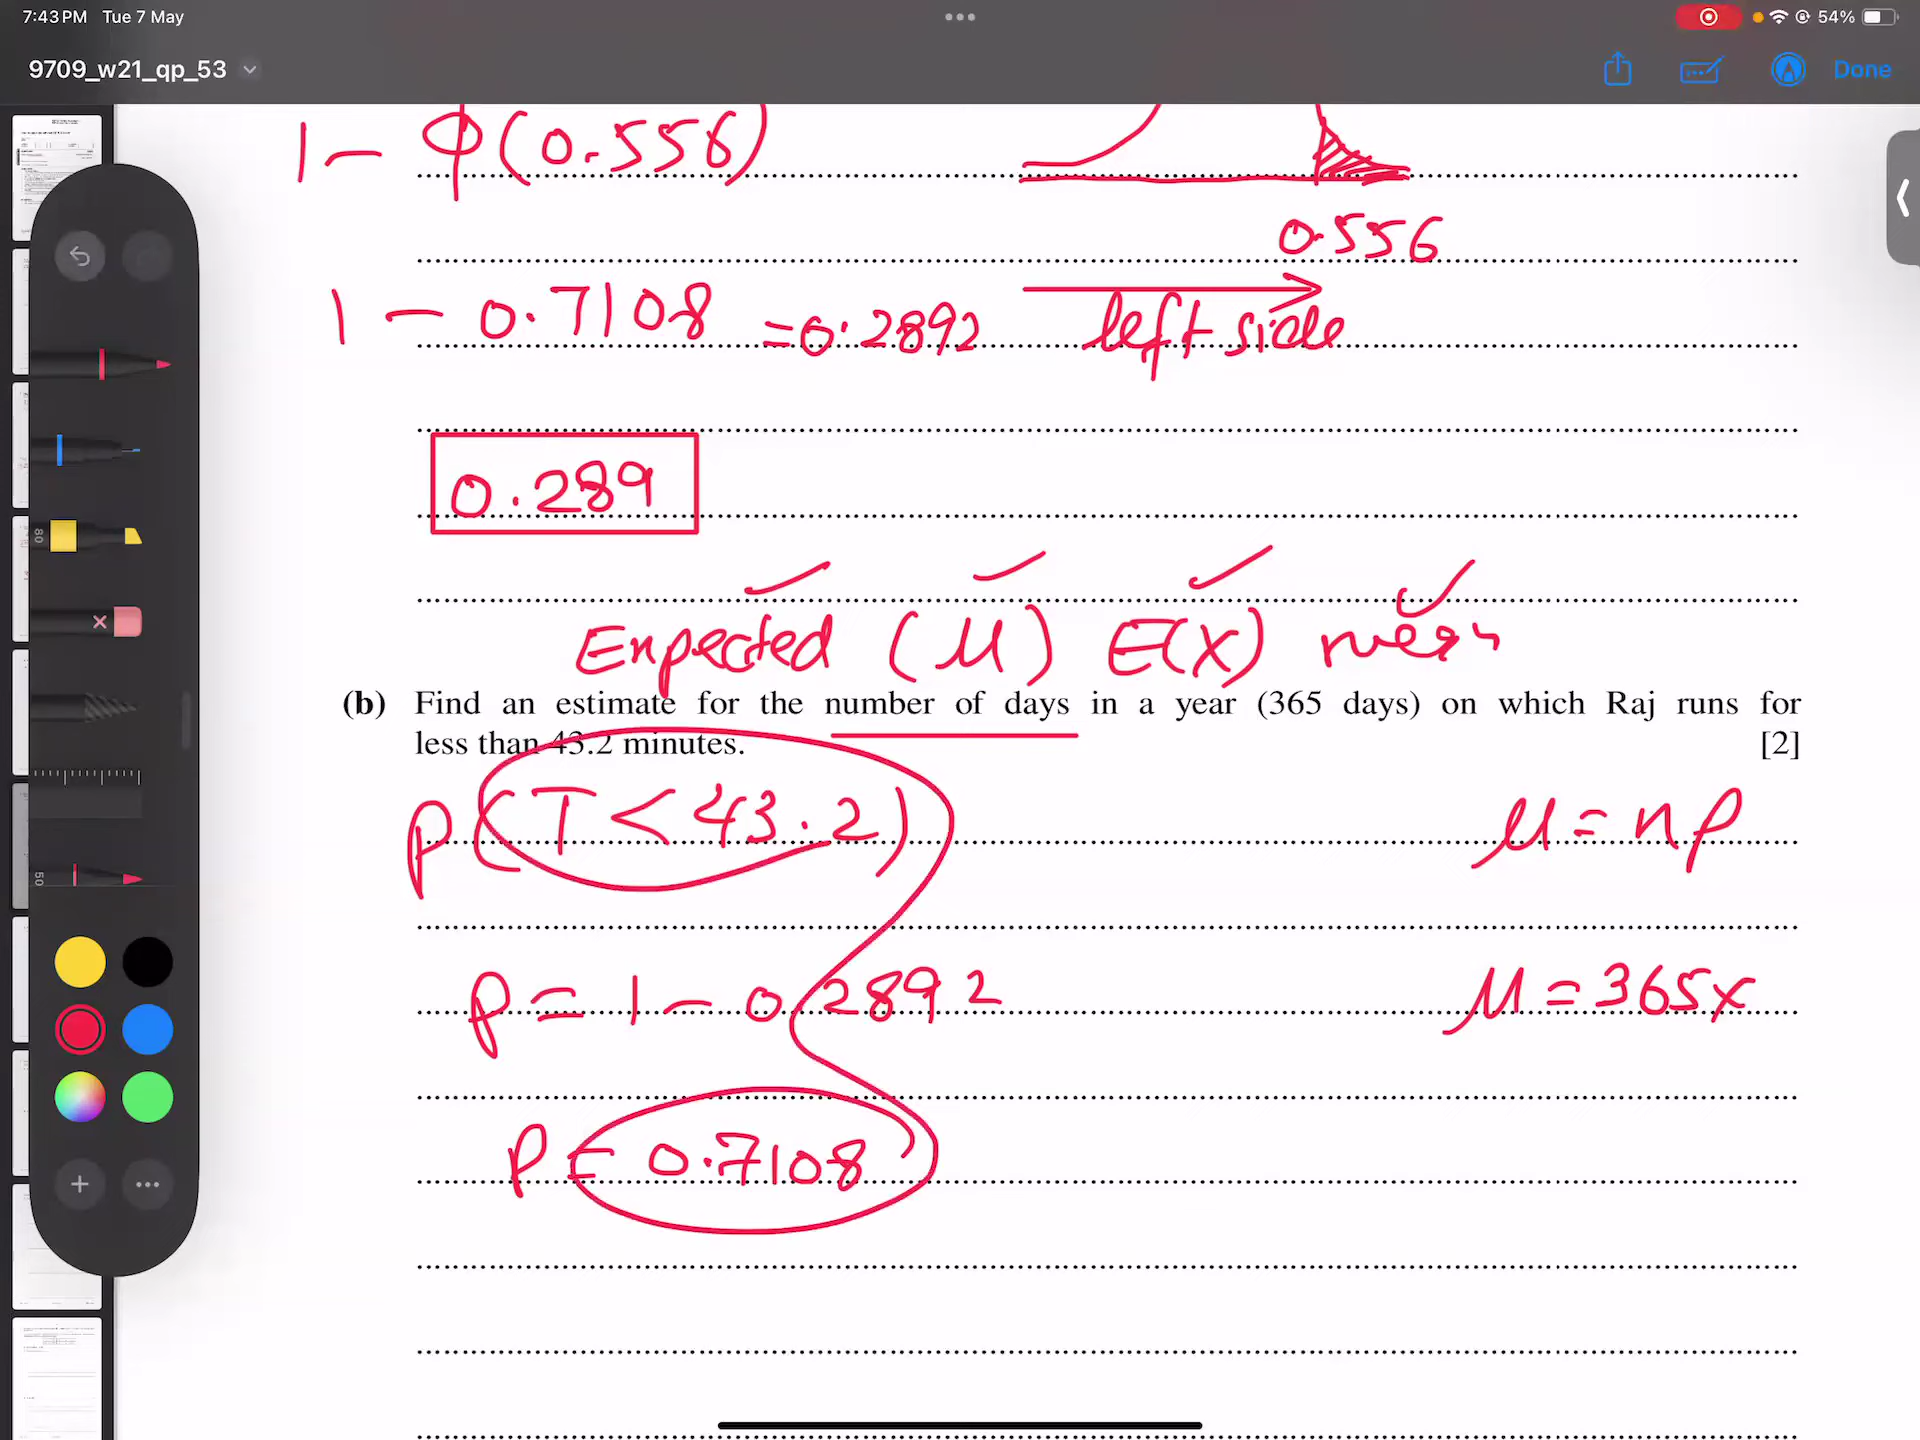 7:43 PM Tue 7 May
54%
9709_w21_qp_53
Done
1 - Φ(0.556)
0.556
1 - 0.7108 = 0.2892
left side
0.289
Expected (μ) E(X) mean
(b) Find an estimate for the number of days in a year (365 days) on which Raj runs for
less than 43.2 minutes. [2]
P(T < 43.2)
μ = np
P = 1 - 0.2892
μ = 365×
P = 0.7108
80
50